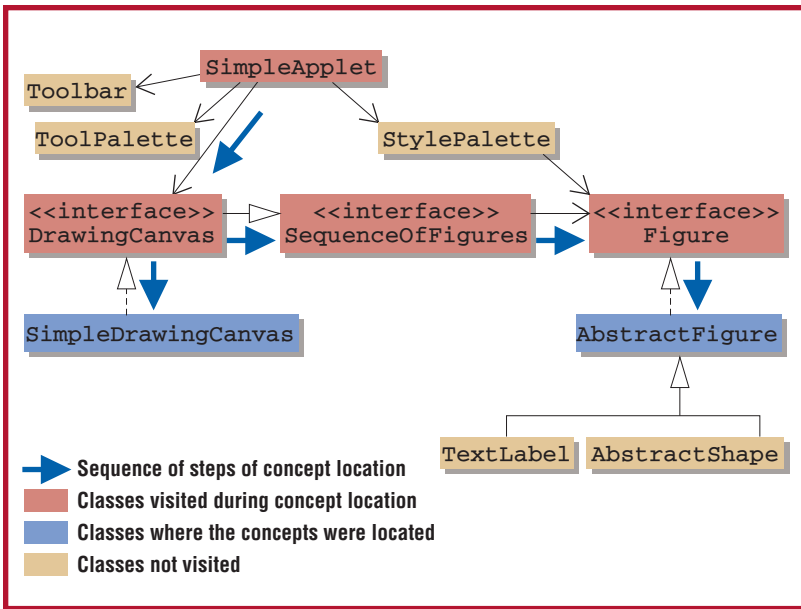 SimpleApplet
Toolbar
ToolPalette
StylePalette
<<interface>>
DrawingCanvas
<<interface>>
SequenceOfFigures
<<interface>>
Figure
SimpleDrawingCanvas
AbstractFigure
TextLabel
AbstractShape
Sequence of steps of concept location
Classes visited during concept location
Classes where the concepts were located
Classes not visited